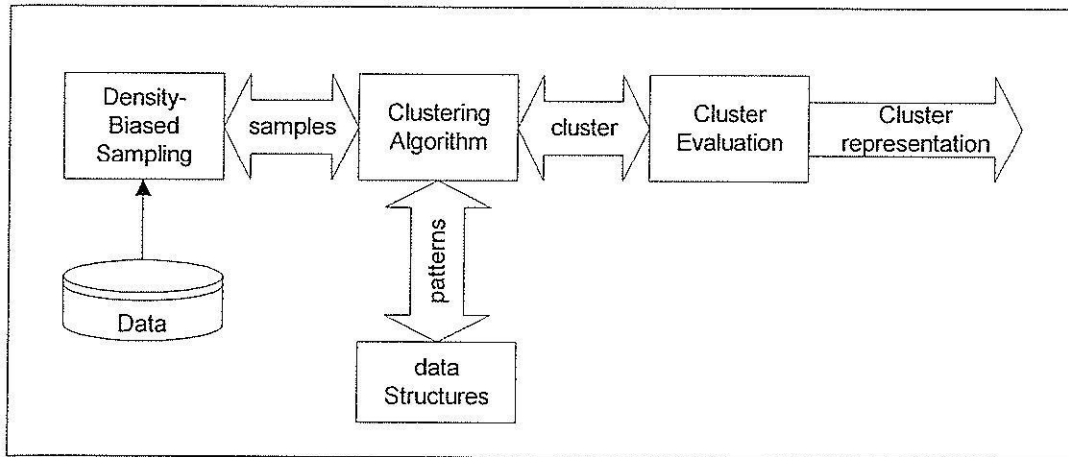 Density-
Biased
Sampling
samples
Clustering
Algorithm
cluster
Cluster
Evaluation
Cluster
representation
patterns
Data
data
Structures